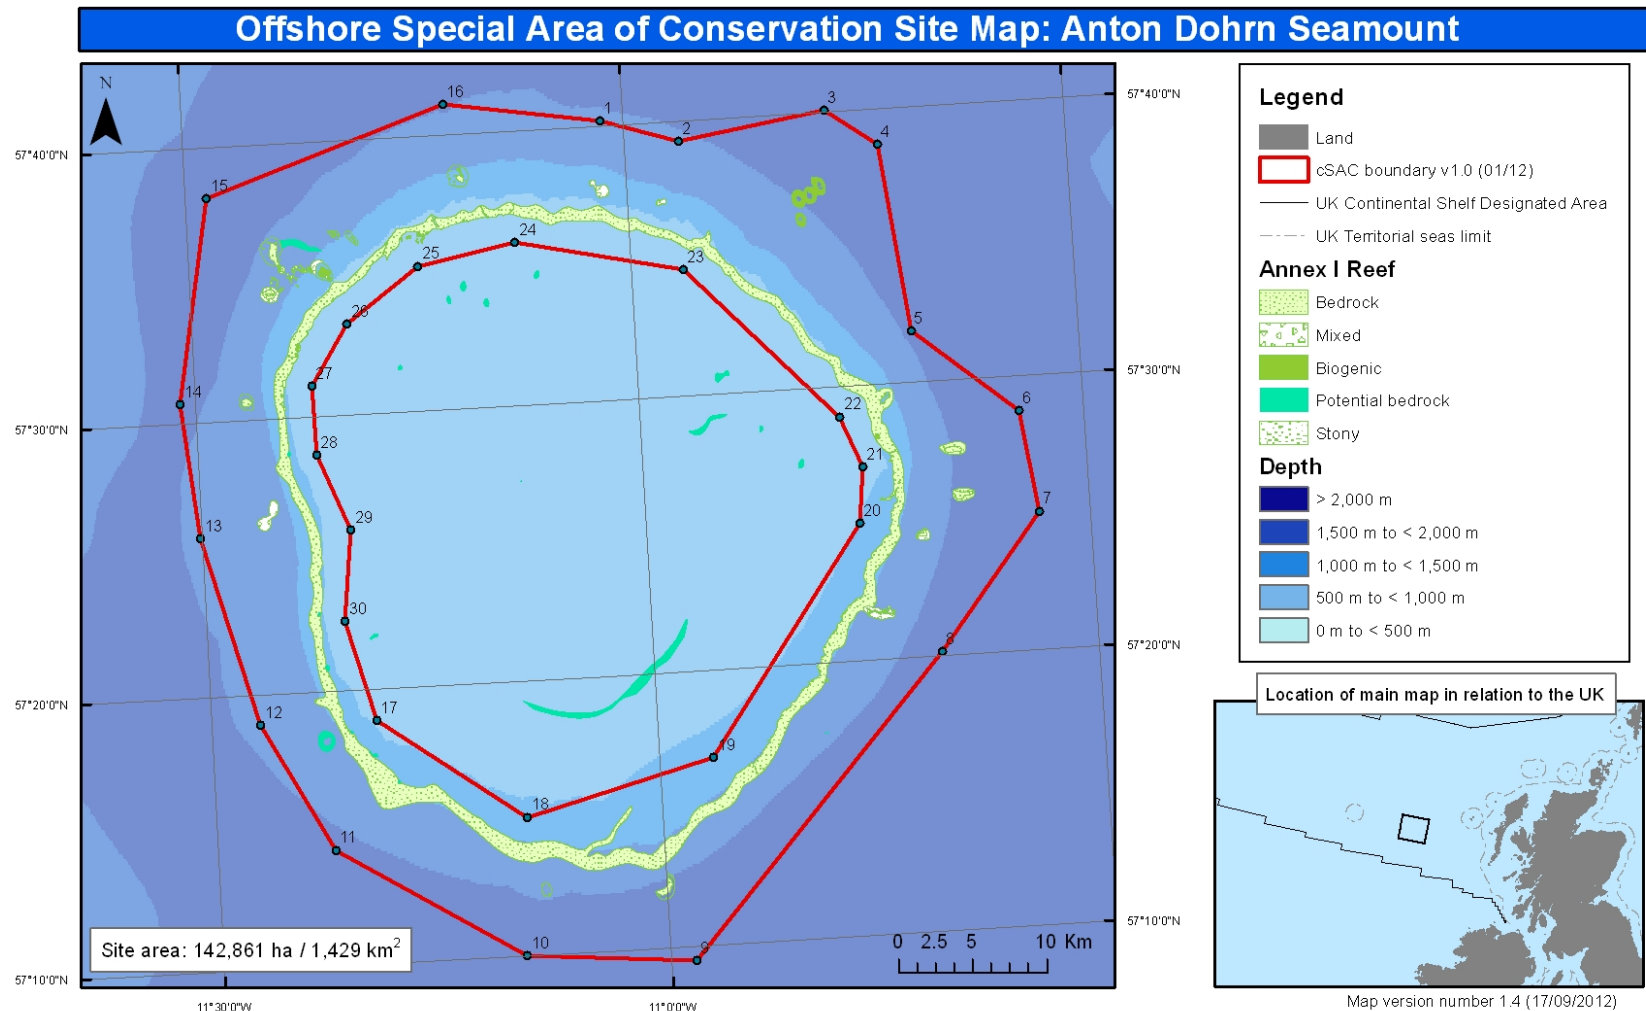 Offshore Special Area of Conservation Site Map: Anton Dohrn Seamount
N
16
1
2
3
4
15
24
25
23
26
5
27
14
22
6
28
21
29
20
7
13
30
8
17
12
19
18
11
10
9
57°40'0"N
57°30'0"N
57°20'0"N
57°10'0"N
57°40'0"N
57°30'0"N
57°20'0"N
57°10'0"N
11°30'0"W
11°0'0"W
Site area: 142,861 ha / 1,429 km²
0 2.5 5 10 Km
Legend
Land
cSAC boundary v1.0 (01/12)
UK Continental Shelf Designated Area
UK Territorial seas limit
Annex I Reef
Bedrock
Mixed
Biogenic
Potential bedrock
Stony
Depth
> 2,000 m
1,500 m to < 2,000 m
1,000 m to < 1,500 m
500 m to < 1,000 m
0 m to < 500 m
Location of main map in relation to the UK
Map version number 1.4 (17/09/2012)